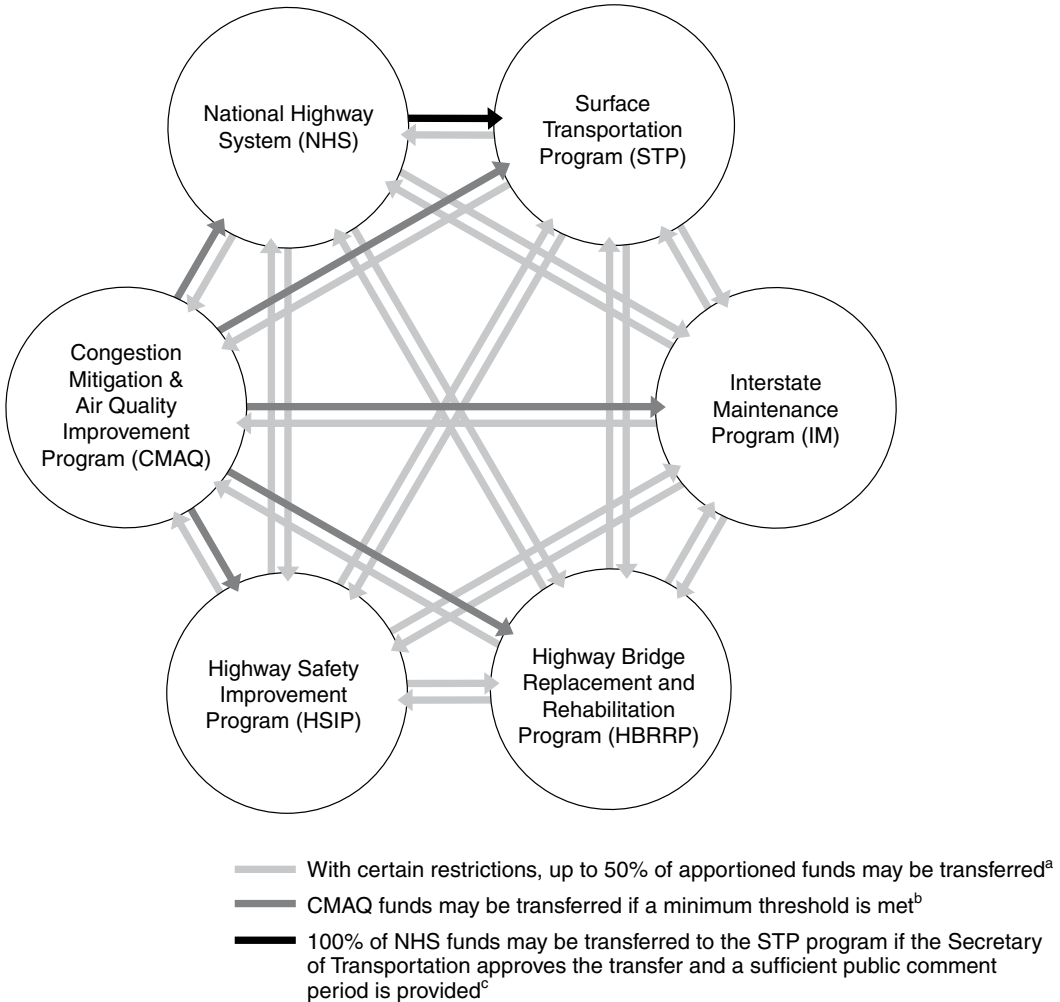 National Highway
System (NHS)
Surface
Transportation
Program (STP)
Congestion
Mitigation &
Air Quality
Improvement
Program (CMAQ)
Interstate
Maintenance
Program (IM)
Highway Safety
Improvement
Program (HSIP)
Highway Bridge
Replacement and
Rehabilitation
Program (HBRRP)
With certain restrictions, up to 50% of apportioned funds may be transferredᵃ
CMAQ funds may be transferred if a minimum threshold is metᵇ
100% of NHS funds may be transferred to the STP program if the Secretary
of Transportation approves the transfer and a sufficient public comment
period is providedᶜ